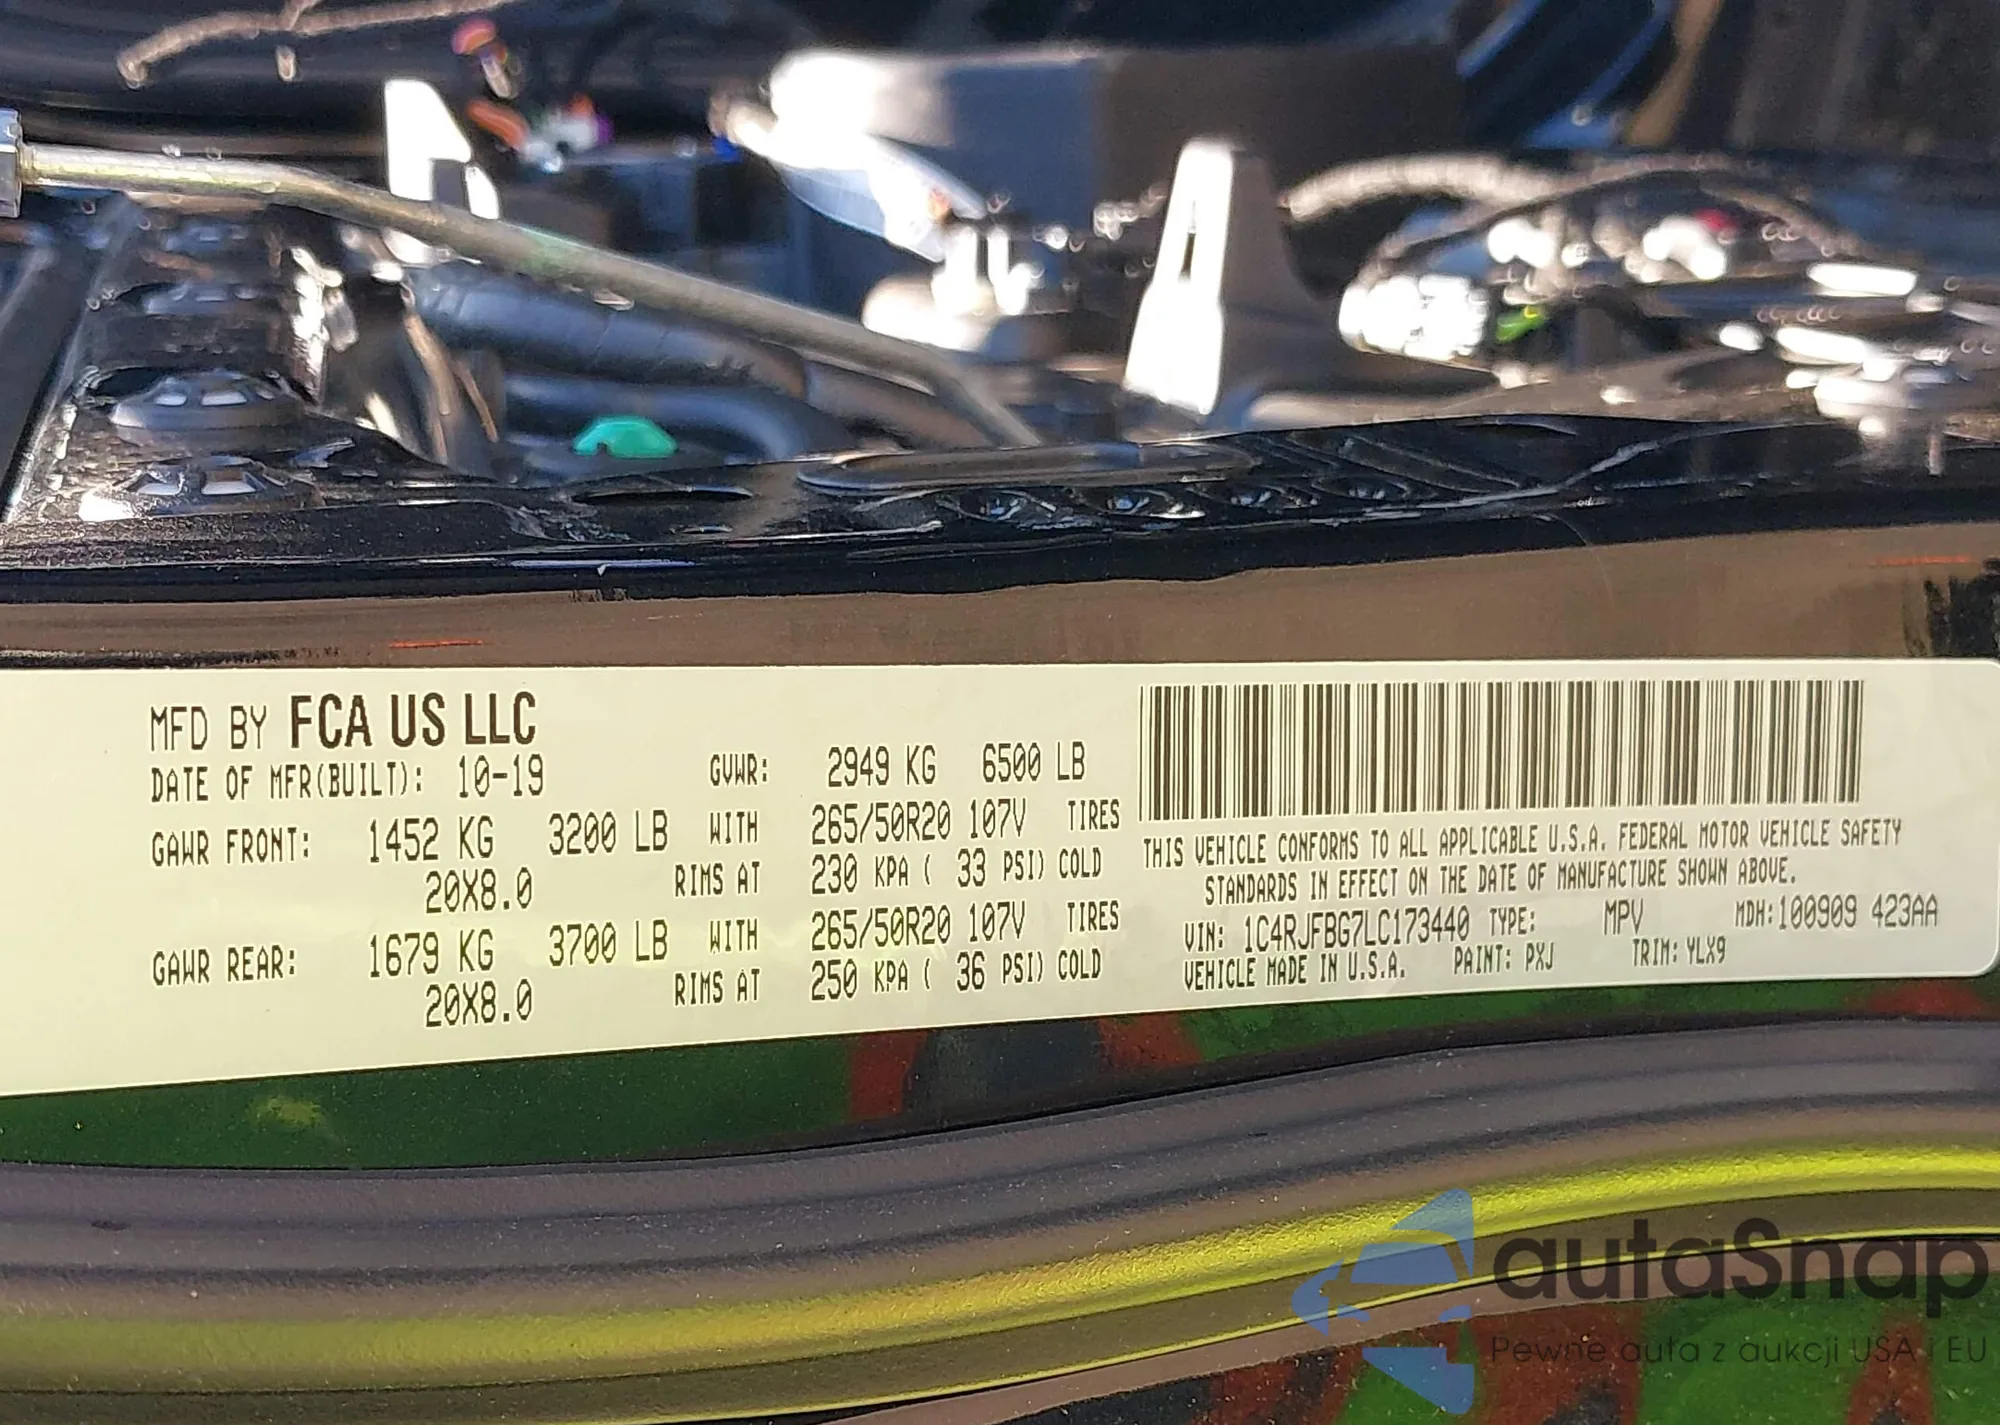 MFD BY FCA US LLC
DATE OF MFR(BUILT): 10-19 GVWR: 2949 KG 6500 LB
GAWR FRONT: 1452 KG 3200 LB WITH 265/50R20 107V TIRES
20X8.0 RIMS AT 230 KPA ( 33 PSI) COLD
GAWR REAR: 1679 KG 3700 LB WITH 265/50R20 107V TIRES
20X8.0 RIMS AT 250 KPA ( 36 PSI) COLD
THIS VEHICLE CONFORMS TO ALL APPLICABLE U.S.A. FEDERAL MOTOR VEHICLE SAFETY
STANDARDS IN EFFECT ON THE DATE OF MANUFACTURE SHOWN ABOVE.
VIN: 1C4RJFBG7LC173440 TYPE: MPV MDH:100909 423AA
VEHICLE MADE IN U.S.A. PAINT: PXJ TRIM: YLX9
autaSnap
Pewne auta z aukcji USA i EU